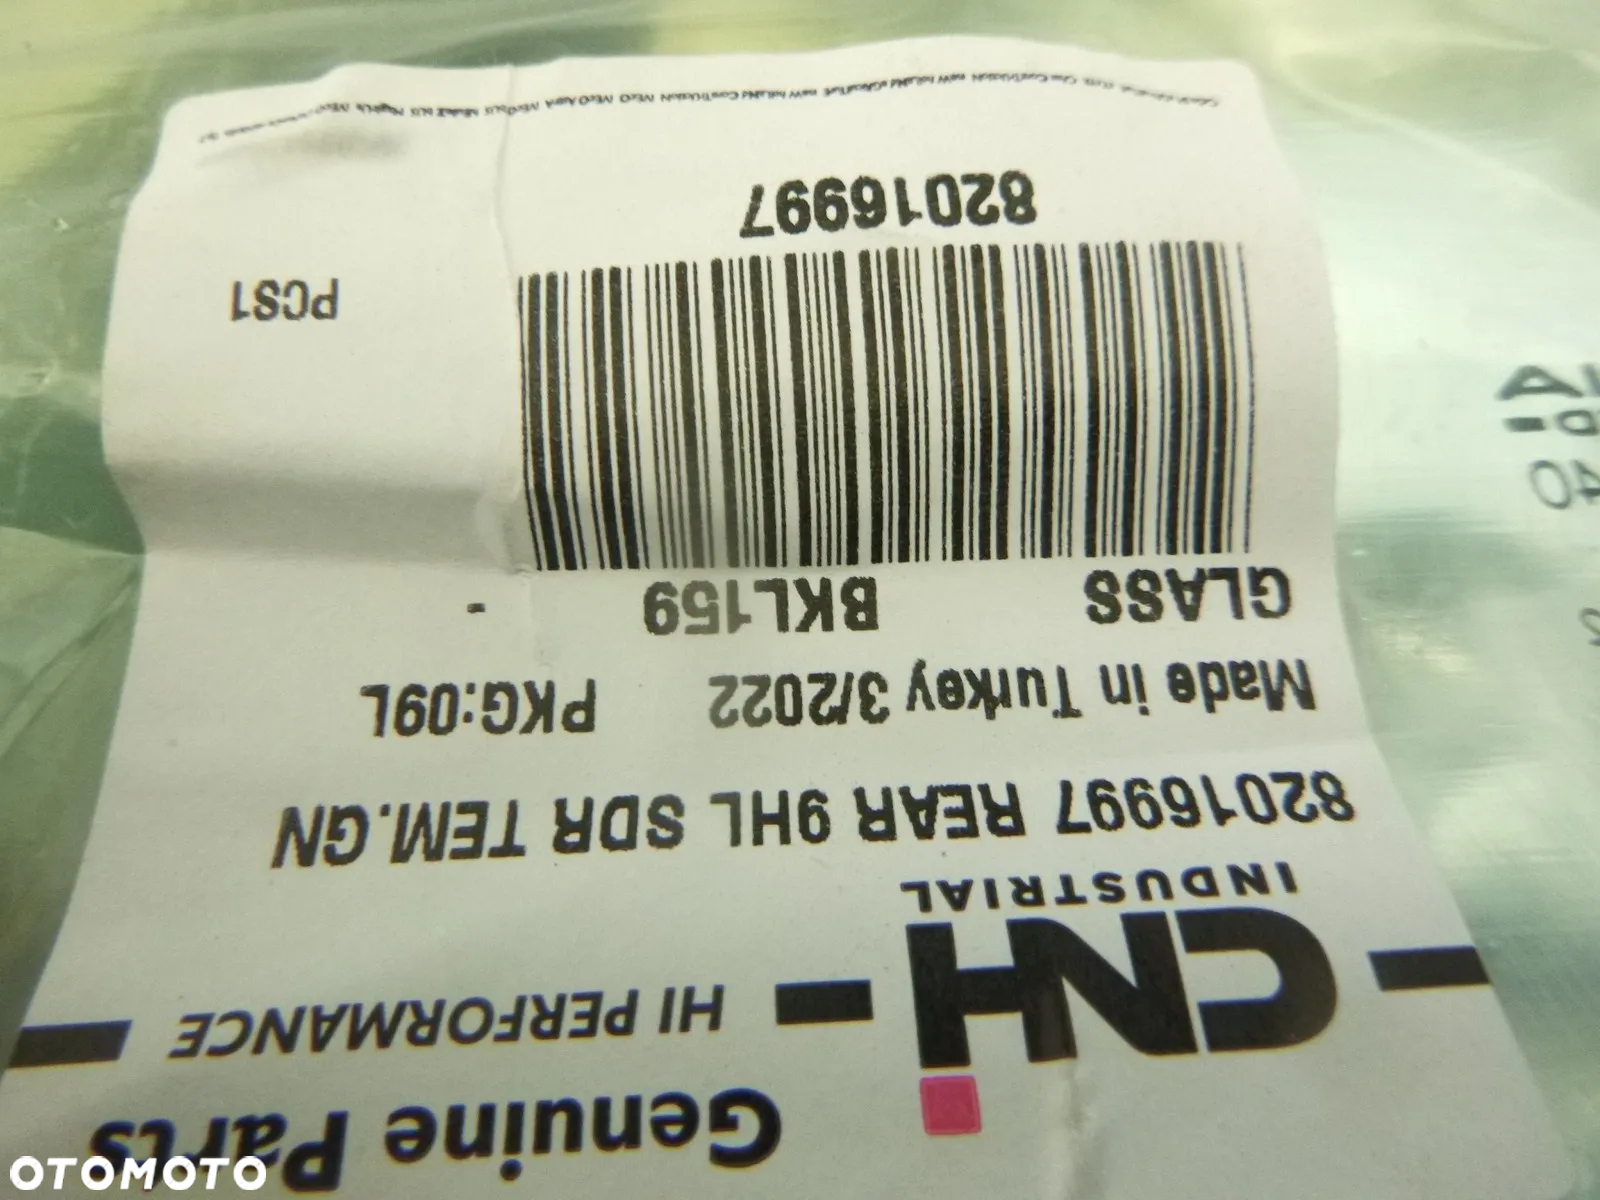 Genuine Parts
HI PERFORMANCE
CNH
INDUSTRIAL
82016997 REAR 9HL SDR TEM.GN
Made in Turkey 3/2022 PKG:09L
GLASS BKL159 -
82016997
PCS1
OTOMOTO